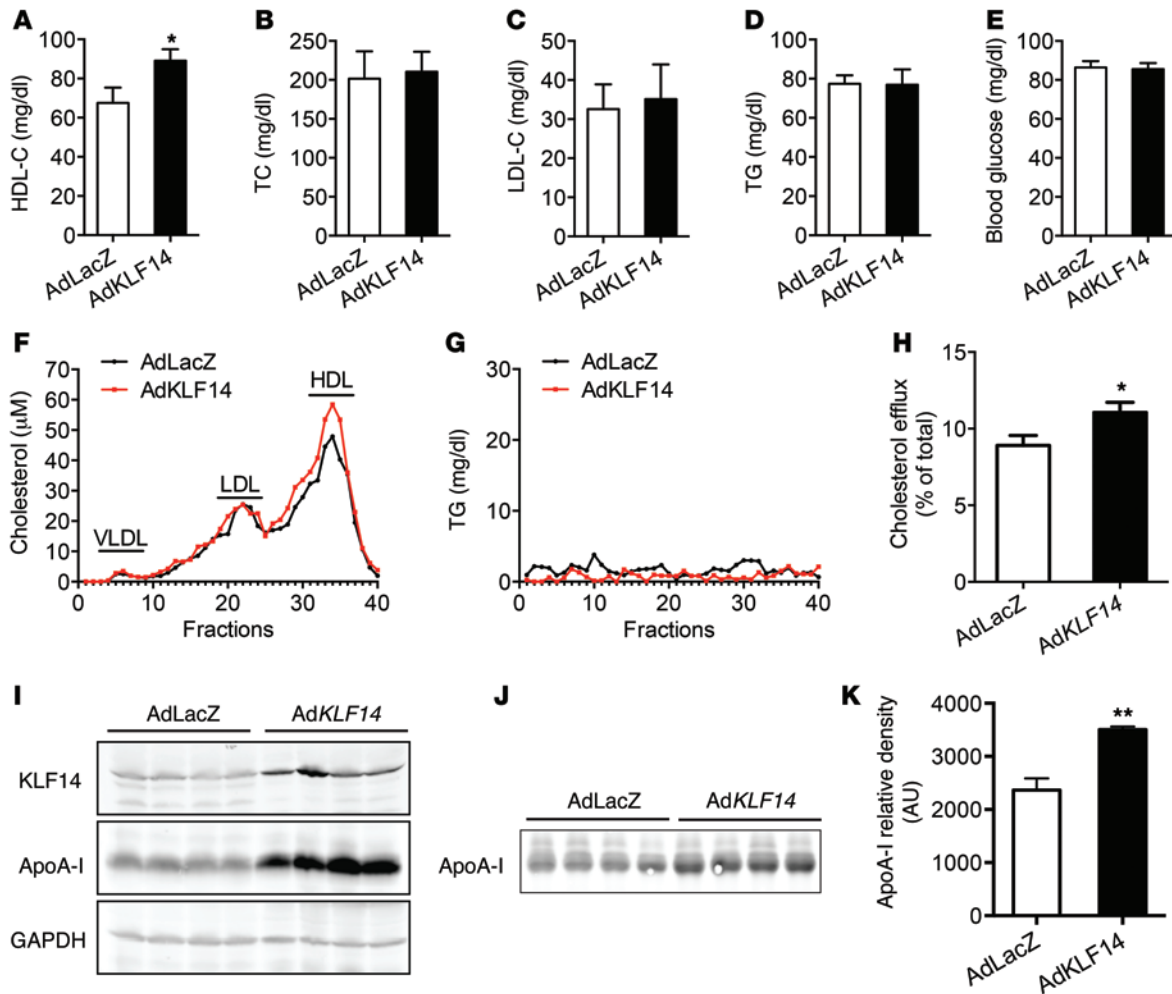 A
HDL-C (mg/dl)
100
80
60
40
20
0
*
AdLacZ
AdKLF14
B
TC (mg/dl)
250
200
150
100
50
0
AdLacZ
AdKLF14
C
LDL-C (mg/dl)
50
40
30
20
10
0
AdLacZ
AdKLF14
D
TG (mg/dl)
100
80
60
40
20
0
AdLacZ
AdKLF14
E
Blood glucose (mg/dl)
100
80
60
40
20
0
AdLacZ
AdKLF14
F
AdLacZ
AdKLF14
Cholesterol (μM)
70
60
50
40
30
20
10
0
VLDL
LDL
HDL
0 10 20 30 40
Fractions
G
AdLacZ
AdKLF14
TG (mg/dl)
30
20
10
0
0 10 20 30 40
Fractions
H
Cholesterol efflux
(% of total)
15
10
5
0
*
AdLacZ
AdKLF14
I
AdLacZ AdKLF14
KLF14
ApoA-I
GAPDH
J
AdLacZ AdKLF14
ApoA-I
K
ApoA-I relative density
(AU)
4000
3000
2000
1000
0
**
AdLacZ
AdKLF14